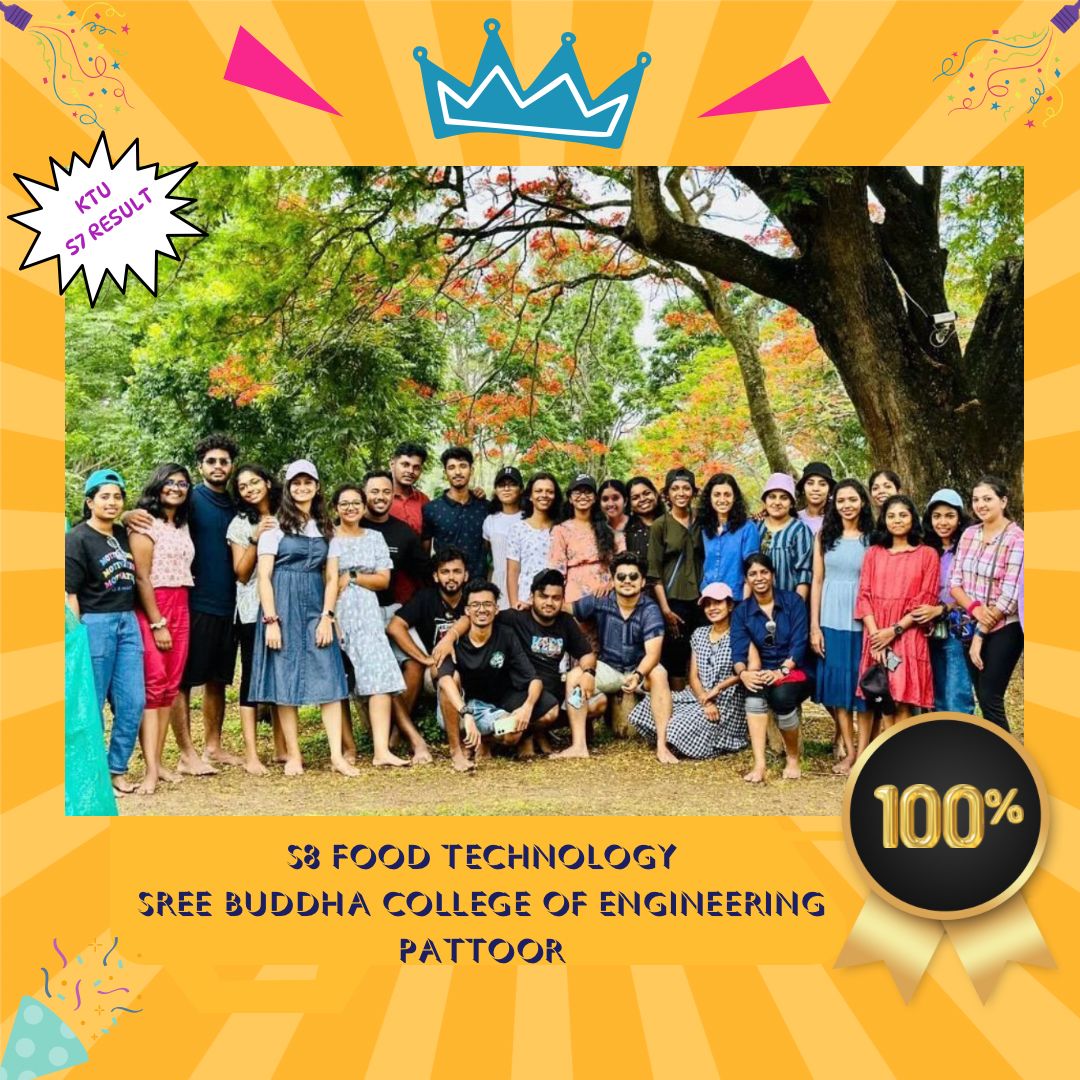 KTU
S7 RESULT
100%
S8 FOOD TECHNOLOGY
SREE BUDDHA COLLEGE OF ENGINEERING
PATTOOR